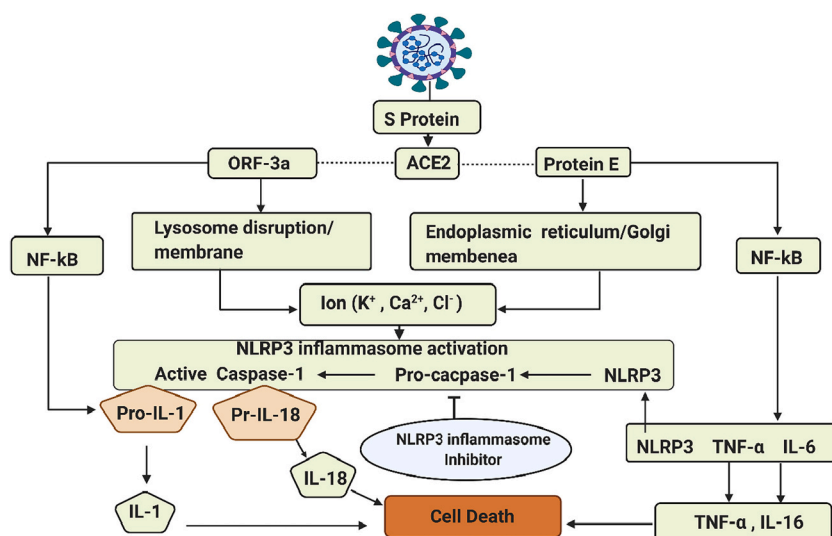 S Protein
ORF-3a
ACE2
Protein E
Lysosome disruption/
membrane
Endoplasmic reticulum/Golgi
membenea
NF-kB
NF-kB
Ion (K⁺ , Ca²⁺, Cl⁻ )
NLRP3 inflammasome activation
Active Caspase-1
Pro-cacpase-1
NLRP3
Pro-IL-1
Pr-IL-18
NLRP3 inflammasome
Inhibitor
NLRP3 TNF-α IL-6
IL-18
IL-1
Cell Death
TNF-α , IL-16